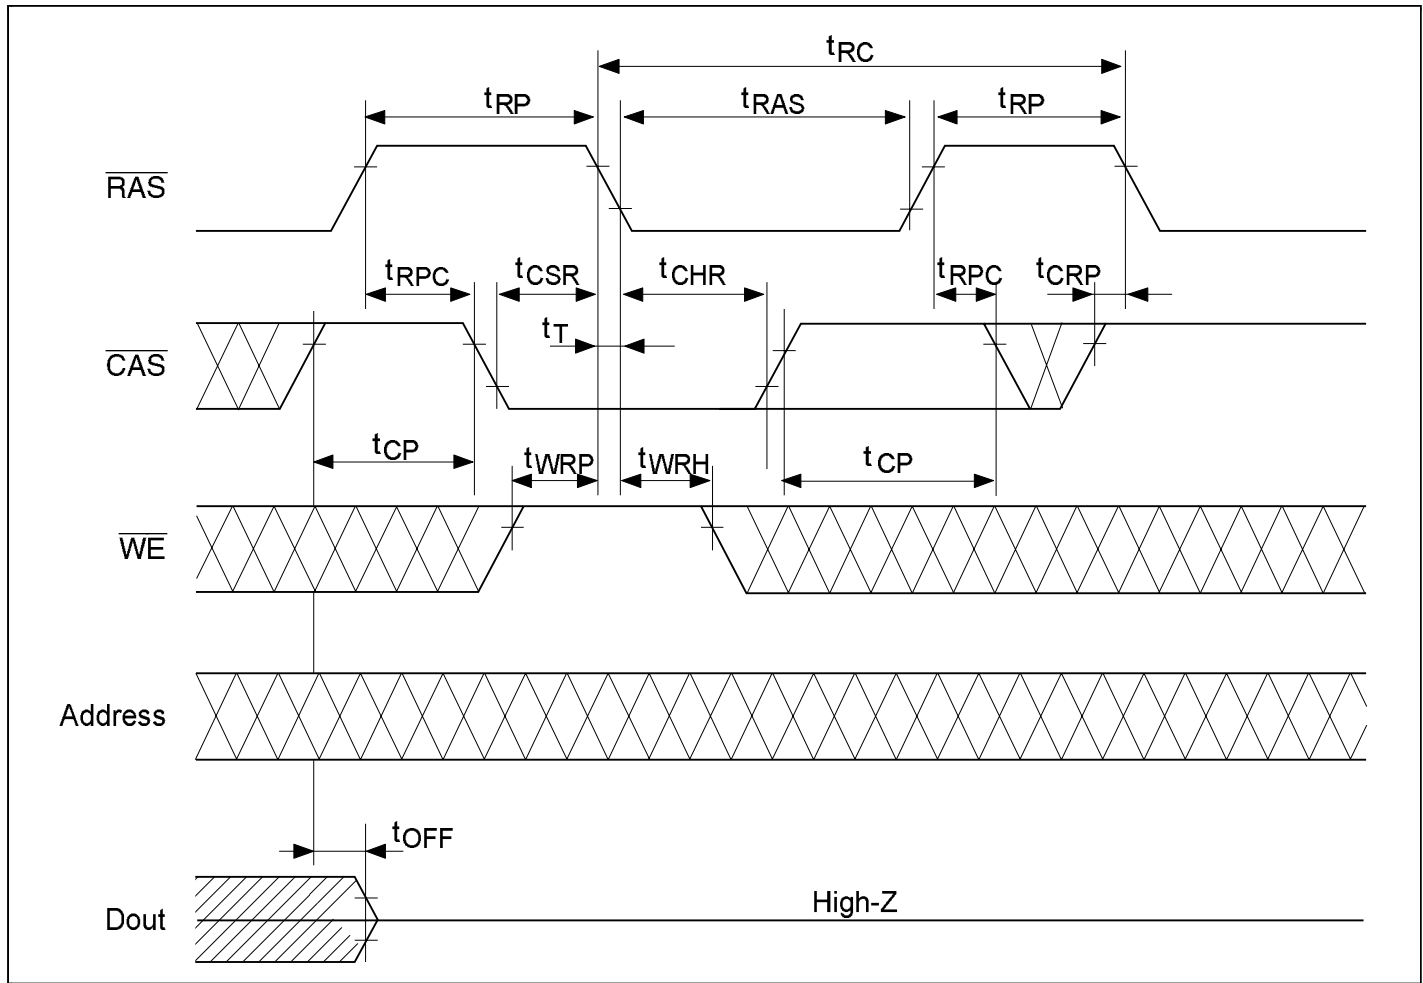 tRC
tRP tRAS tRP
RAS
tRPC tCSR tCHR tRPC tCRP
tT
CAS
tCP tWRP tWRH tCP
WE
Address
tOFF
High-Z
Dout